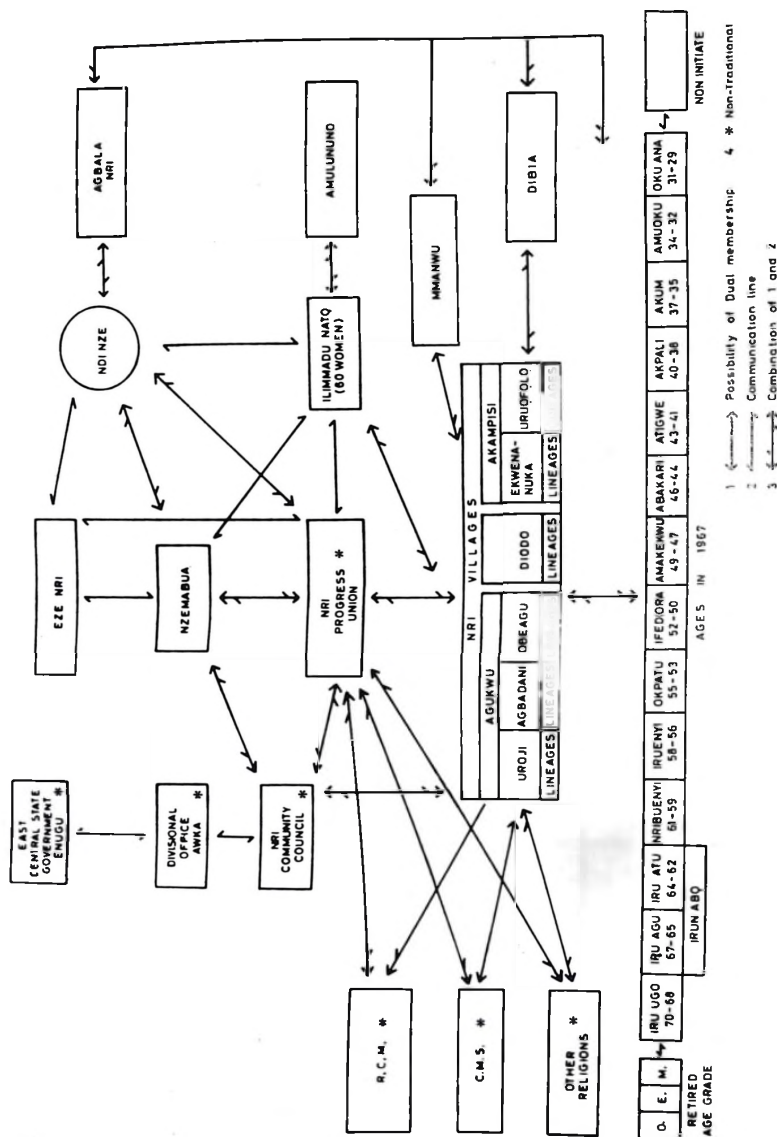 EAST
CENTRAL STATE
GOVERNMENT
ENUGU *
DIVISIONAL
OFFICE
AWKA *
NRI
COMMUNITY
COUNCIL *
EZE NRI
NZEMABUA
NRI
PROGRESS *
UNION
NDI NZE
ILIMMADU NATỌ
(60 WOMEN)
AGBALA
NRI
AMULUNUNO
MMANWU
DIBIA
R.C.M. *
C.M.S. *
OTHER
RELIGIONS *
NRI VILLAGES
AGUKWU
AKAMPISI
UROJI
AGBADANI
OBEAGU
DIODO
EKWENA-
NUKA
URUOFOLO
LINEAGES
LINEAGES
LINEAGES
LINEAGES
LINEAGES
O. E. M.
RETIRED
AGE GRADE
IRU UGO
70-68
IRU AGU
67-65
IRU ATU
64-62
IRUN ABỌ
NRIBUENYI
61-59
IRUENYI
58-56
OKPATU
55-53
IFEDIORA
52-50
AMAKEKWU
49-47
ABAKARI
46-44
ATIGWE
43-41
AKPALI
40-38
AKUM
37-35
AMUOKU
34-32
OKU ANA
31-29
NON INITIATE
AGES IN 1967
1 Possibility of Dual membership
2 Communication line
3 Combination of 1 and 2
4 * Non-Traditional